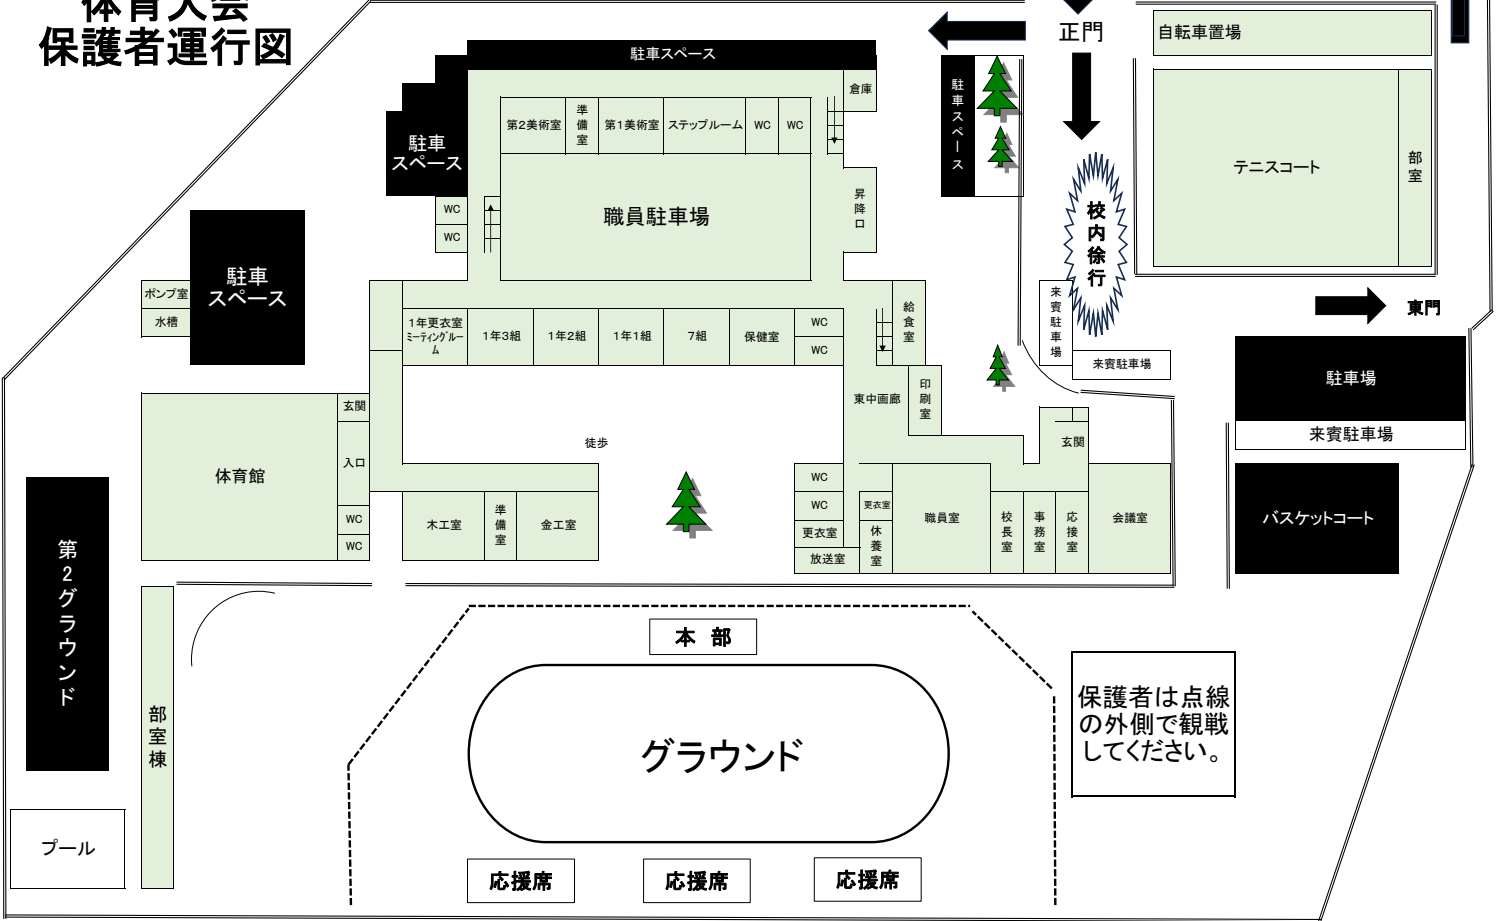 体育大会
保護者運行図
正門
自転車置場
駐車スペース
倉庫
駐車スペース
第2美術室
準備室
第1美術室
ステップルーム
WC
WC
駐車
スペース
テニスコート
部室
昇降口
校内徐行
WC
WC
職員駐車場
駐車
スペース
ポンプ室
水槽
来賓駐車場
東門
給食室
1年更衣室
ミーティングルー
ム
1年3組
1年2組
1年1組
7組
保健室
WC
WC
来賓駐車場
駐車場
来賓駐車場
東中画廊
印刷室
玄関
入口
体育館
WC
WC
徒歩
玄関
WC
WC
更衣室
放送室
更衣室
休養室
職員室
校長室
事務室
応接室
会議室
バスケットコート
木工室
準備室
金工室
第2グラウンド
本 部
部室棟
グラウンド
保護者は点線
の外側で観戦
してください。
プール
応援席
応援席
応援席